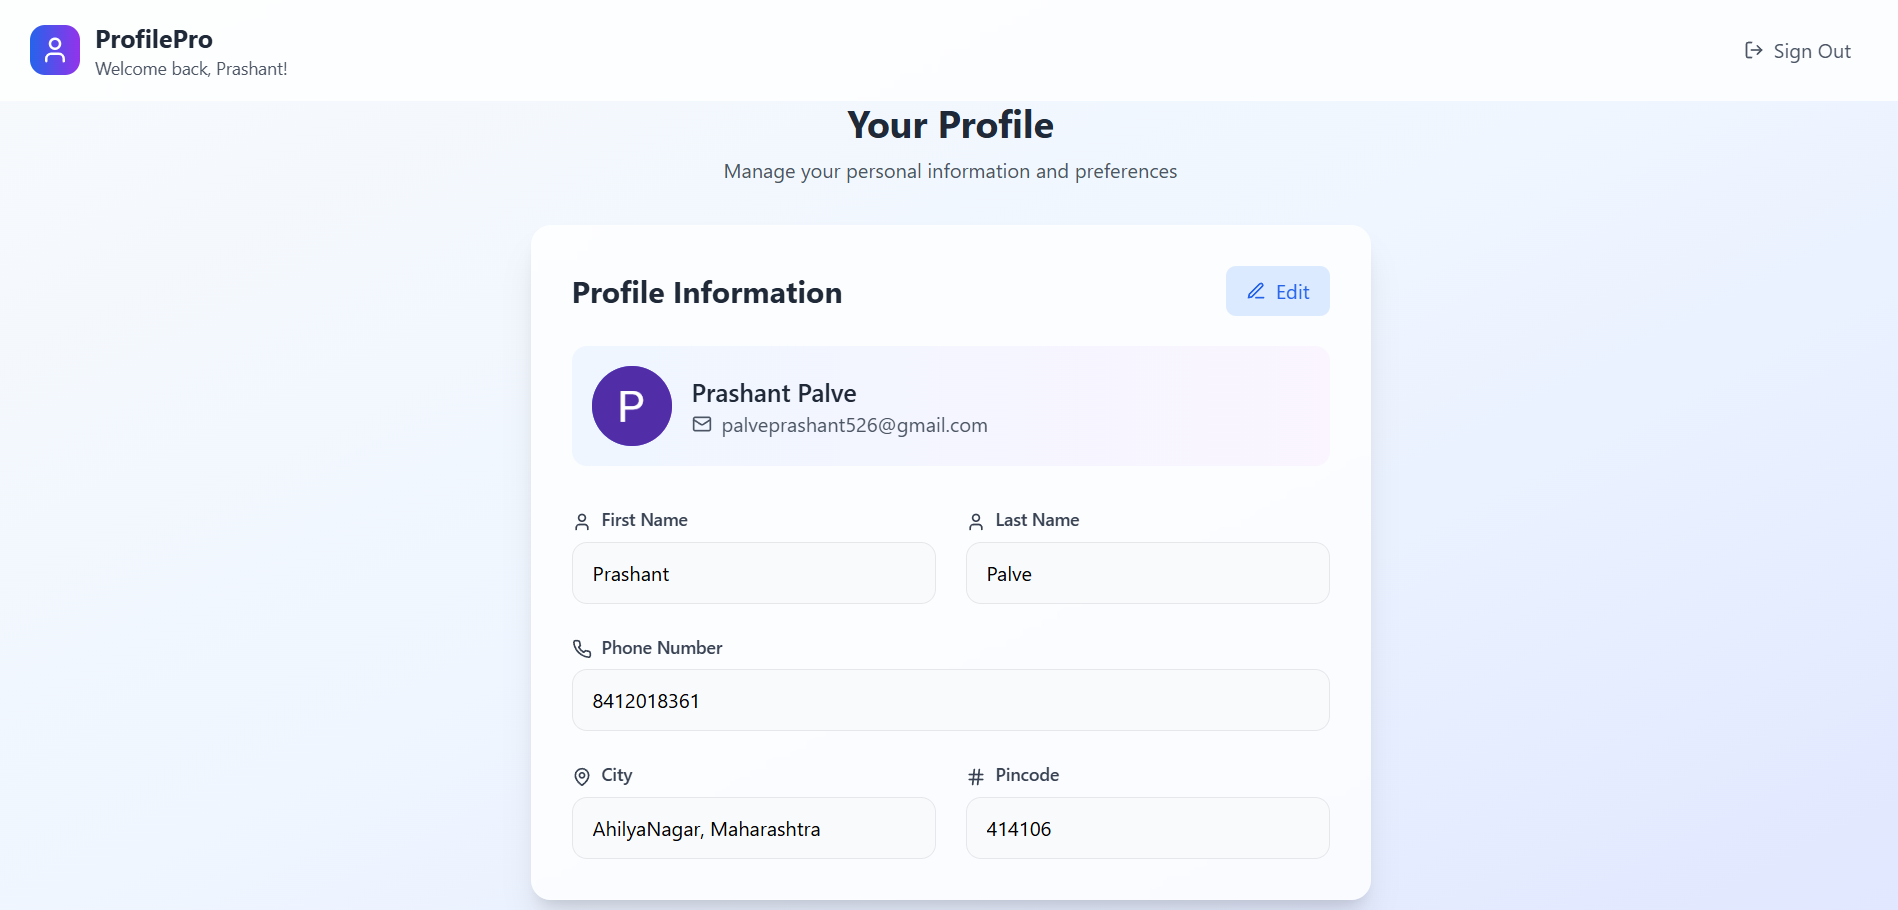 ProfilePro
Welcome back, Prashant!
Sign Out
Your Profile
Manage your personal information and preferences
Profile Information
Edit
P
Prashant Palve
palveprashant526@gmail.com
First Name
Last Name
Prashant
Palve
Phone Number
8412018361
City
# Pincode
AhilyaNagar, Maharashtra
414106